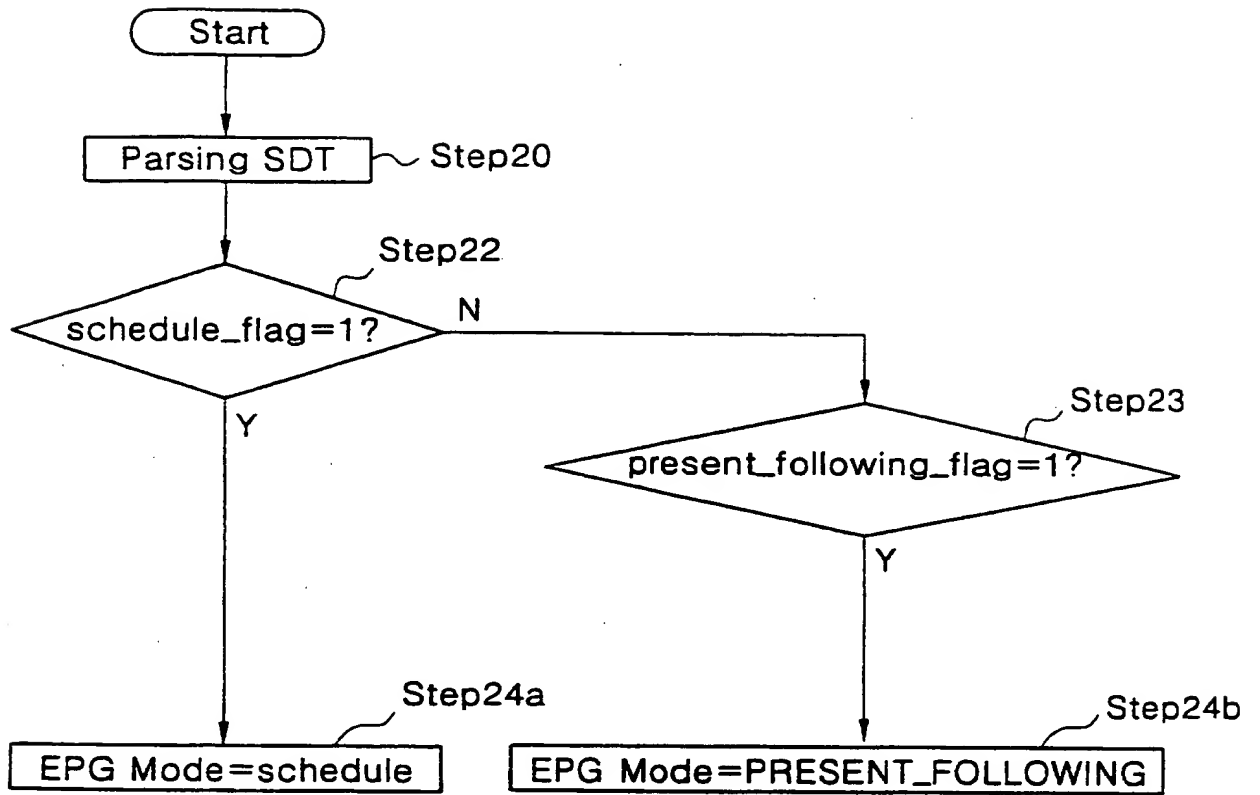 Start
Parsing SDT
Step20
Step22
schedule_flag=1?
N
Y
Step23
present_following_flag=1?
Y
Step24a
EPG Mode=schedule
Step24b
EPG Mode=PRESENT_FOLLOWING